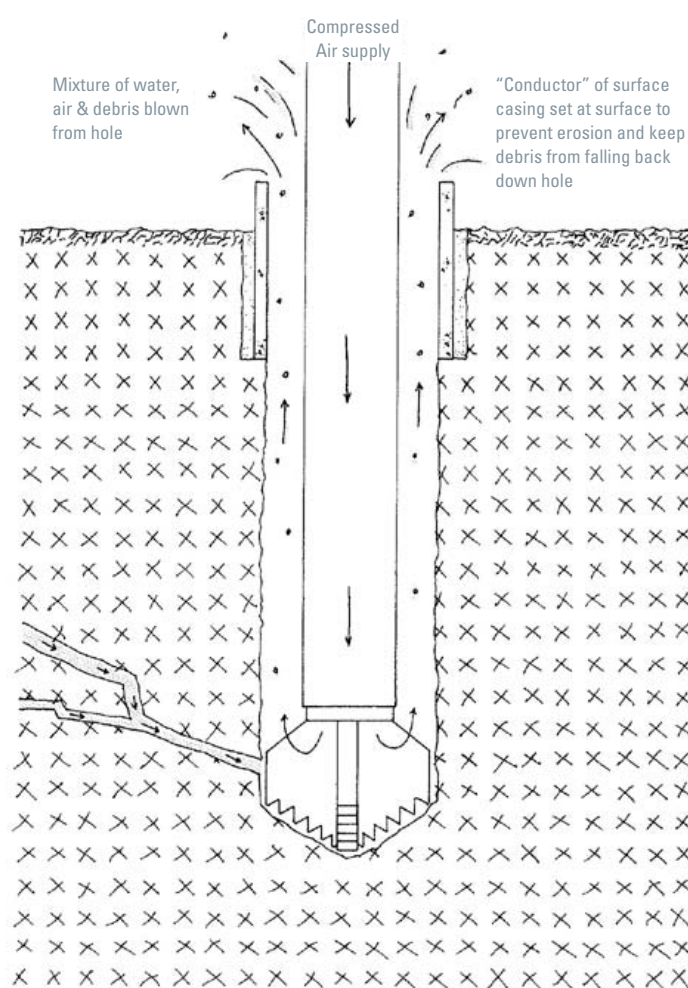 Compressed
Air supply
Mixture of water,
air & debris blown
from hole
“Conductor” of surface
casing set at surface to
prevent erosion and keep
debris from falling back
down hole